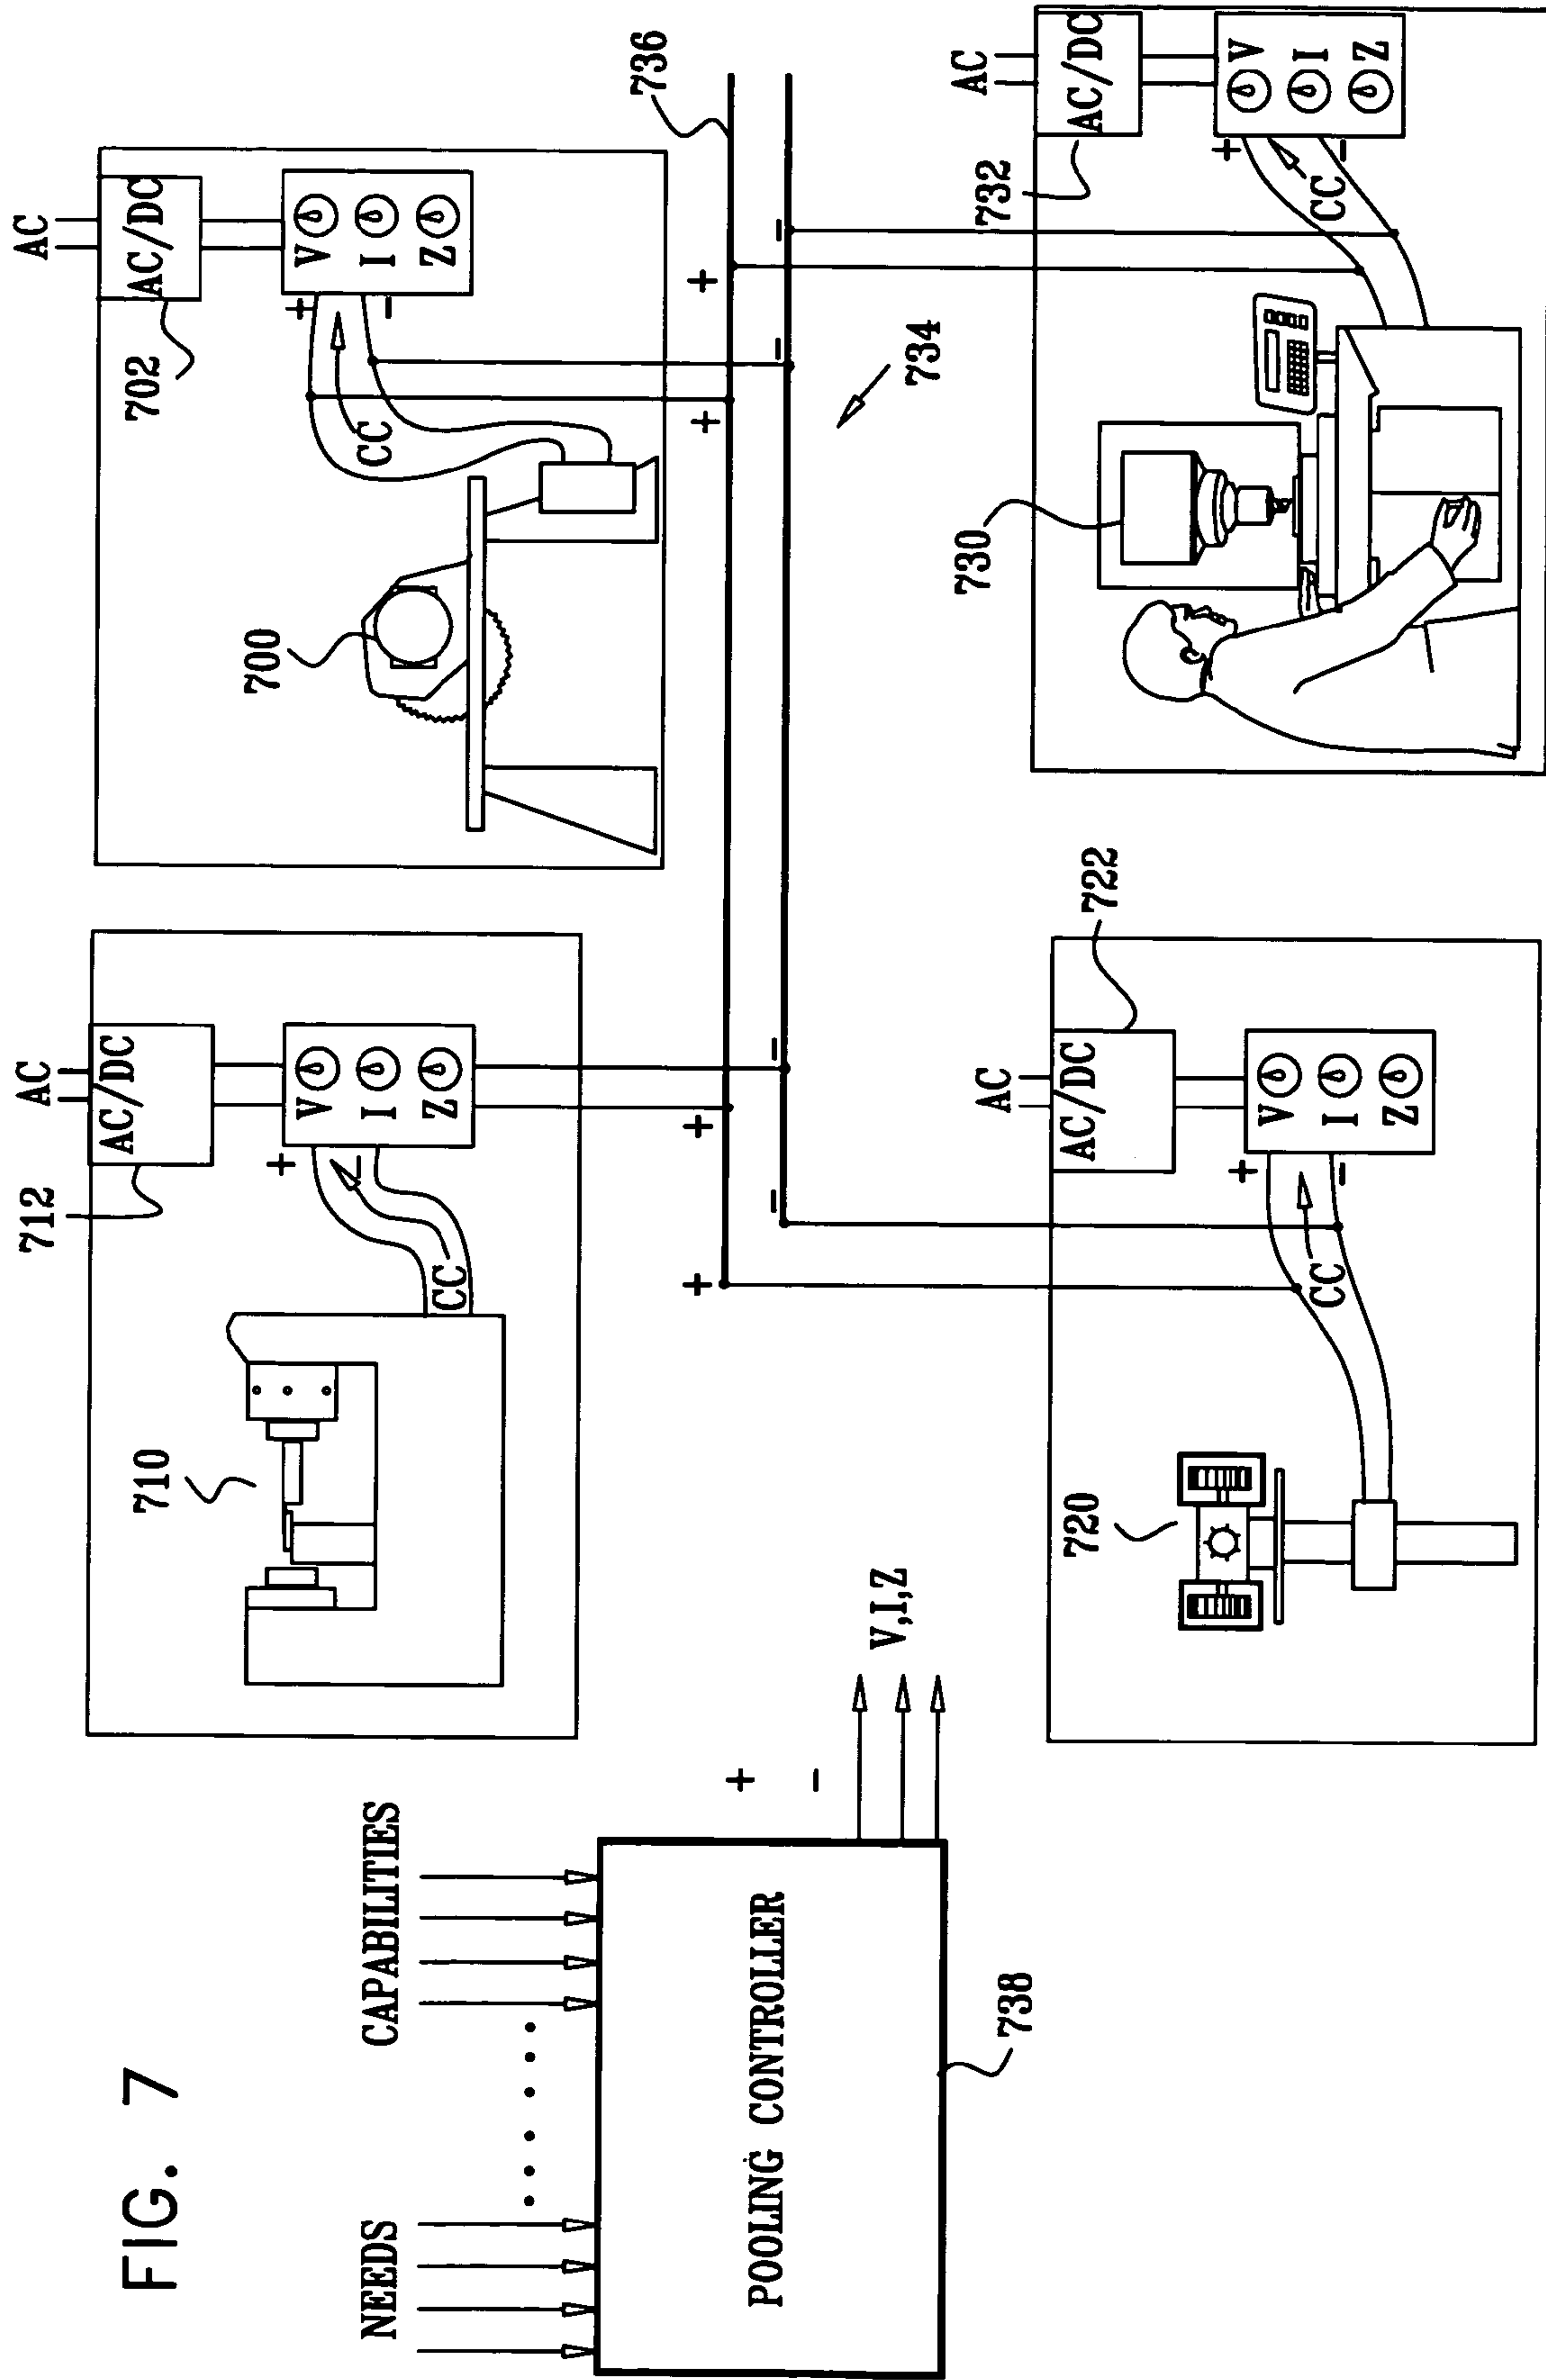 FIG. 7
NEEDS
CAPABILITIES
POOLING CONTROLLER
738
+
-
V,I,Z
710
712
AC
AC/DC
V
I
Z
+
-
CC
+
-
700
702
AC
AC/DC
V
I
Z
+
-
CC
+
-
736
734
+
-
+
-
720
722
AC
AC/DC
V
I
Z
+
-
CC
730
732
AC
AC/DC
V
I
Z
+
-
CC